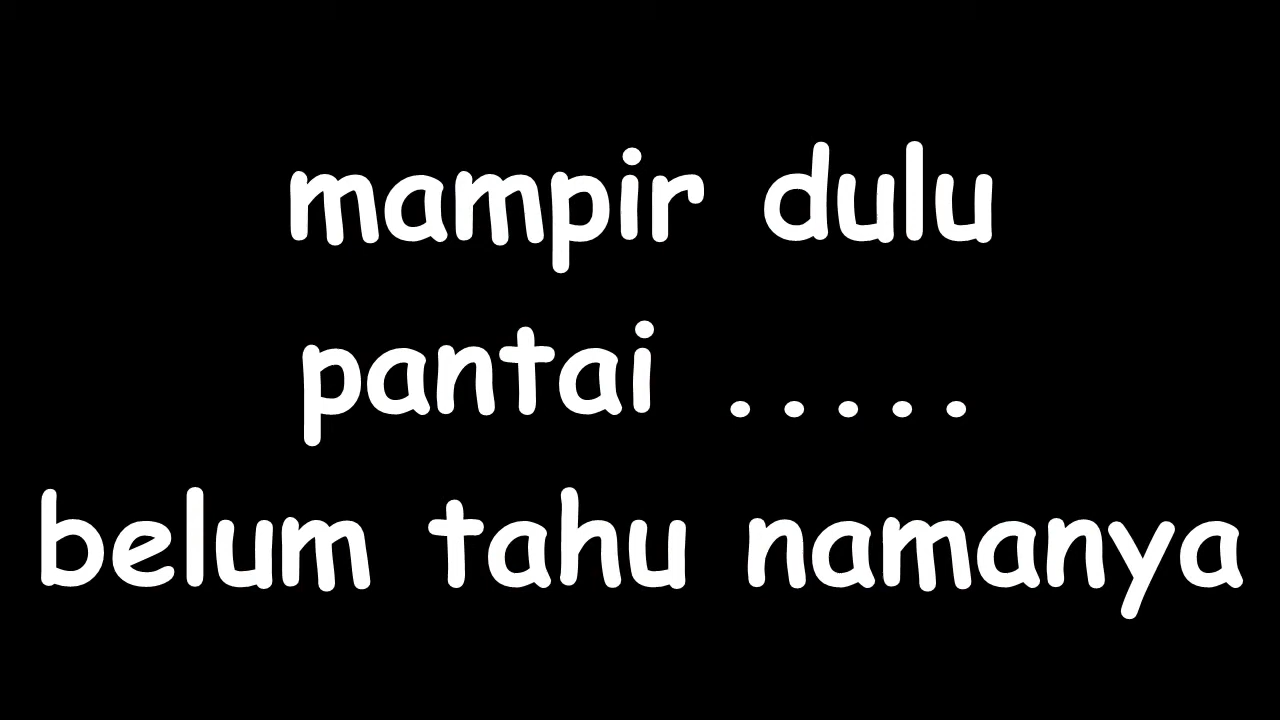 mampir dulu
pantai .....
belum tahu namanya